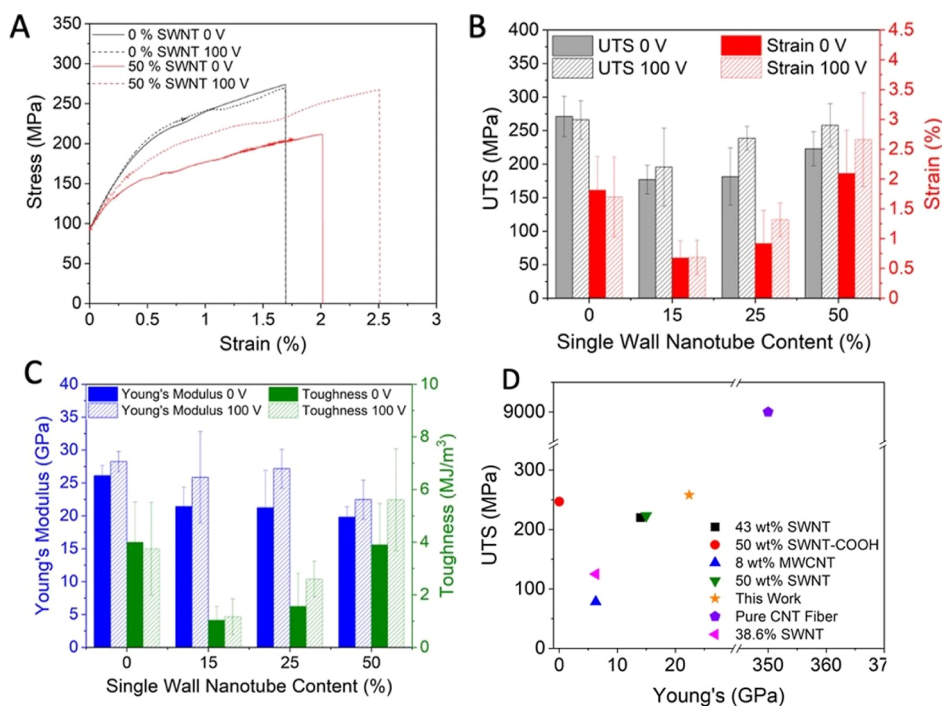 A
0 % SWNT 0 V
0 % SWNT 100 V
50 % SWNT 0 V
50 % SWNT 100 V
350
300
250
200
150
100
50
0
Stress (MPa)
0
0.5
1
1.5
2
2.5
3
Strain (%)
B
UTS 0 V
UTS 100 V
Strain 0 V
Strain 100 V
400
350
300
250
200
150
100
50
0
UTS (MPa)
4.5
4
3.5
3
2.5
2
1.5
1
0.5
0
Strain (%)
0
15
25
50
Single Wall Nanotube Content (%)
C
Young's Modulus 0 V
Young's Modulus 100 V
Toughness 0 V
Toughness 100 V
40
35
30
25
20
15
10
5
0
Young's Modulus (GPa)
10
8
6
4
2
0
Toughness (MJ/m³)
0
15
25
50
Single Wall Nanotube Content (%)
D
9000
300
200
100
0
UTS (MPa)
43 wt% SWNT
50 wt% SWNT-COOH
8 wt% MWCNT
50 wt% SWNT
This Work
Pure CNT Fiber
38.6% SWNT
0
10
20
350
360
37
Young's (GPa)